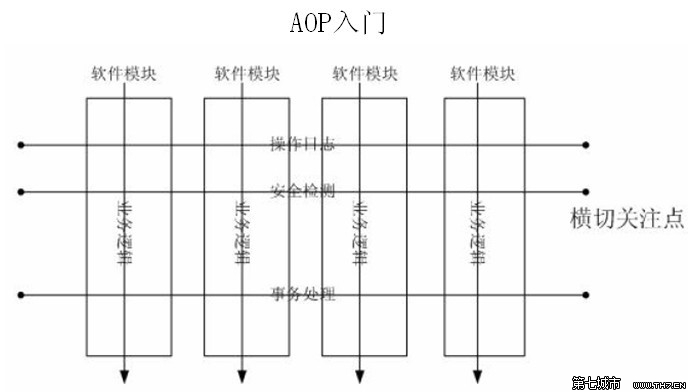 AOP入门
软件模块 软件模块 软件模块 软件模块
操作日志
安全检测
业务逻辑 业务逻辑 业务逻辑 业务逻辑
横切关注点
事务处理
第七城市 WWW.TH7.CN